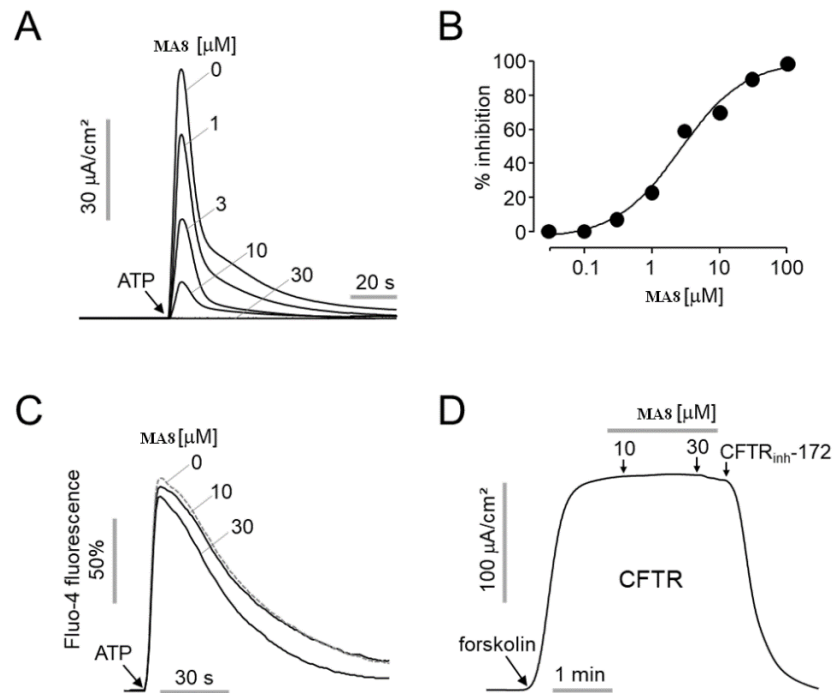 A
MA8 [μM]
0
1
3
10
30
30 μA/cm²
ATP
20 s
B
% inhibition
100
80
60
40
20
0
0.1 1 10 100
MA8 [μM]
C
MA8 [μM]
0
10
30
Fluo-4 fluorescence
50%
ATP
30 s
D
MA8 [μM]
10 30 CFTRinh-172
100 μA/cm²
CFTR
forskolin
1 min